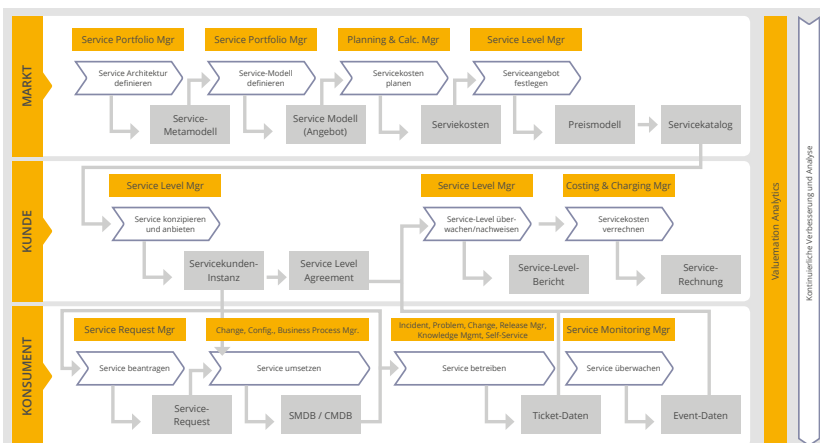 MARKT
Service Portfolio Mgr
Service Portfolio Mgr
Planning & Calc. Mgr
Service Level Mgr
Service Architektur
definieren
Service-Modell
definieren
Servicekosten
planen
Serviceangebot
festlegen
Service-
Metamodell
Service Modell
(Angebot)
Serviekosten
Preismodell
Servicekatalog
KUNDE
Service Level Mgr
Service Level Mgr
Costing & Charging Mgr
Service konzipieren
und anbieten
Service-Level über-
wachen/nachweisen
Servicekosten
verrechnen
Servicekunden-
Instanz
Service Level
Agreement
Service-Level-
Bericht
Service-
Rechnung
KONSUMENT
Service Request Mgr
Change, Config., Business Process Mgr.
Incident, Problem, Change, Release Mgr,
Knowledge Mgmt, Self-Service
Service Monitoring Mgr
Service beantragen
Service umsetzen
Service betreiben
Service überwachen
Service-
Request
SMDB / CMDB
Ticket-Daten
Event-Daten
Valuemation Analytics
Kontinuierliche Verbesserung und Analyse